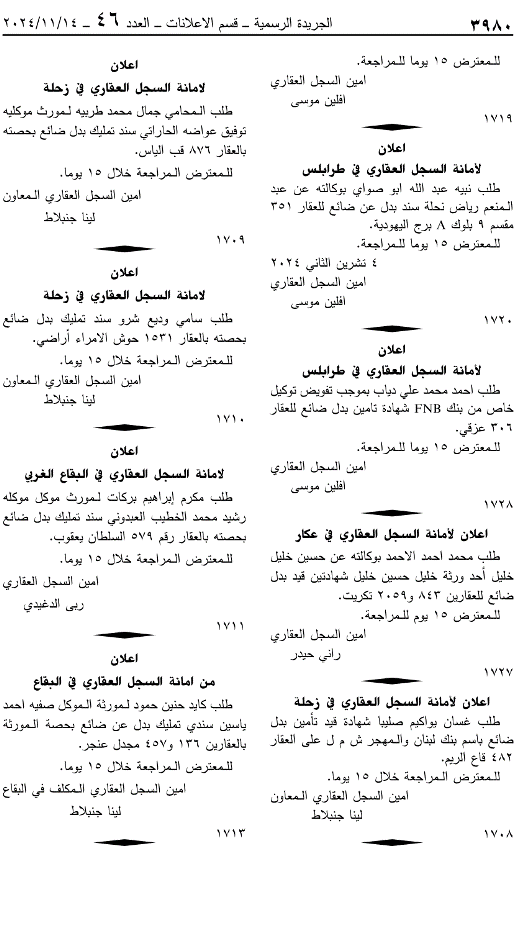 ٣٩٨٠
الجريدة الرسمية ــ قسم الاعلانات ــ العدد ٤٦ ــ ٢٠٢٤/١١/١٤
للمعترض ١٥ يوما للمراجعة.
امين السجل العقاري
افلين موسى
١٧١٩
اعلان
لأمانة السجل العقاري في طرابلس
طلب نبيه عبد الله ابو صواي بوكالته عن عبد
المنعم رياض نحلة سند بدل عن ضائع للعقار ٣٥١
مقسم ٩ بلوك ٨ برج اليهودية.
للمعترض ١٥ يوما للمراجعة.
٤ تشرين الثاني ٢٠٢٤
امين السجل العقاري
افلين موسى
١٧٢٠
اعلان
لأمانة السجل العقاري في طرابلس
طلب احمد محمد علي دياب بموجب تفويض توكيل
خاص من بنك FNB شهادة تامين بدل ضائع للعقار
٣٠٦ عزقي.
للمعترض ١٥ يوما للمراجعة.
امين السجل العقاري
افلين موسى
١٧٢٨
اعلان لأمانة السجل العقاري في عكار
طلب محمد احمد الاحمد بوكالته عن حسين خليل
خليل أحد ورثة خليل حسين خليل شهادتين قيد بدل
ضائع للعقارين ٨٤٣ و٢٠٥٩ تكريت.
للمعترض ١٥ يوم للمراجعة.
امين السجل العقاري
راني حيدر
١٧٢٧
اعلان لأمانة السجل العقاري في زحلة
طلب غسان يواكيم صليبا شهادة قيد تأمين بدل
ضائع باسم بنك لبنان والمهجر ش م ل على العقار
٤٨٢ قاع الريم.
للمعترض المراجعة خلال ١٥ يوما.
امين السجل العقاري المعاون
لينا جنبلاط
١٧٠٨
اعلان
لامانة السجل العقاري في زحلة
طلب المحامي جمال محمد طربيه لمورث موكليه
توفيق عواضه الحاراتي سند تمليك بدل ضائع بحصته
بالعقار ٨٧٦ قب الياس.
للمعترض المراجعة خلال ١٥ يوما.
امين السجل العقاري المعاون
لينا جنبلاط
١٧٠٩
اعلان
لامانة السجل العقاري في زحلة
طلب سامي وديع شرو سند تمليك بدل ضائع
بحصته بالعقار ١٥٣١ حوش الامراء أراضي.
للمعترض المراجعة خلال ١٥ يوما.
امين السجل العقاري المعاون
لينا جنبلاط
١٧١٠
اعلان
لامانة السجل العقاري في البقاع الغربي
طلب مكرم إبراهيم بركات لمورث موكل موكله
رشيد محمد الخطيب العبدوني سند تمليك بدل ضائع
بحصته بالعقار رقم ٥٧٩ السلطان يعقوب.
للمعترض المراجعة خلال ١٥ يوما.
امين السجل العقاري
ربى الدغيدي
١٧١١
اعلان
من امانة السجل العقاري في البقاع
طلب كايد حنين حمود لمورثة الموكل صفيه احمد
ياسين سندي تمليك بدل عن ضائع بحصة المورثة
بالعقارين ١٣٦ و٤٥٧ مجدل عنجر.
للمعترض المراجعة خلال ١٥ يوما.
امين السجل العقاري المكلف في البقاع
لينا جنبلاط
١٧١٣